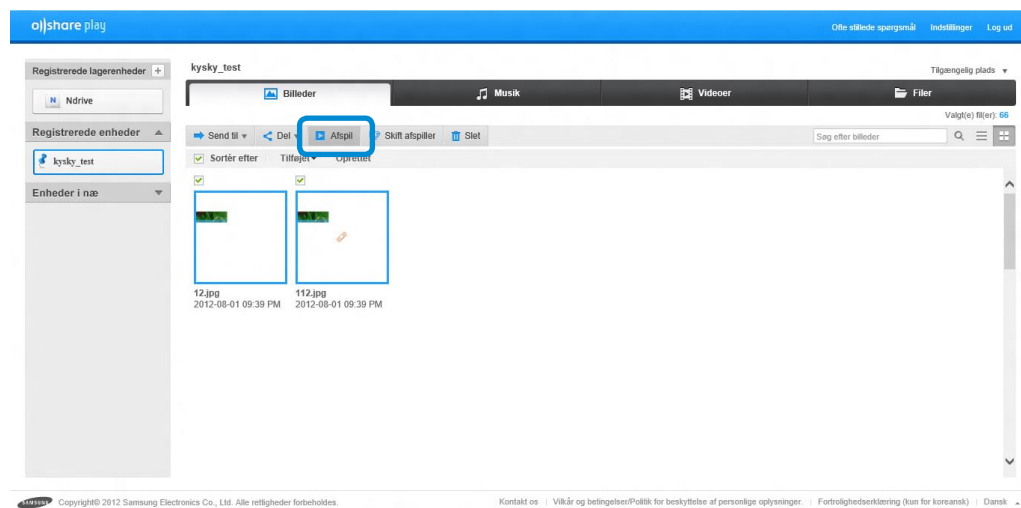 allshare play
Ofte stillede spørgsmål Indstillinger Log ud
Registrerede lagerenheder +
N Ndrive
Registrerede enheder
kysky_test
Enheder i næ
kysky_test
Tilgængelig plads
Billeder Musik Videoer Filer
Valgt(e) fil(er): 66
Send til Del Afspil Skift afspiller Slet Søg efter billeder
Sortér efter Tilføjet Oprettet
12.jpg 112.jpg
2012-08-01 09:39 PM 2012-08-01 09:39 PM
SAMSUNG Copyright© 2012 Samsung Electronics Co., Ltd. Alle rettigheder forbeholdes. Kontakt os | Vilkår og betingelser/Politik for beskyttelse af personlige oplysninger. | Fortrolighedserklæring (kun for koreansk) | Dansk